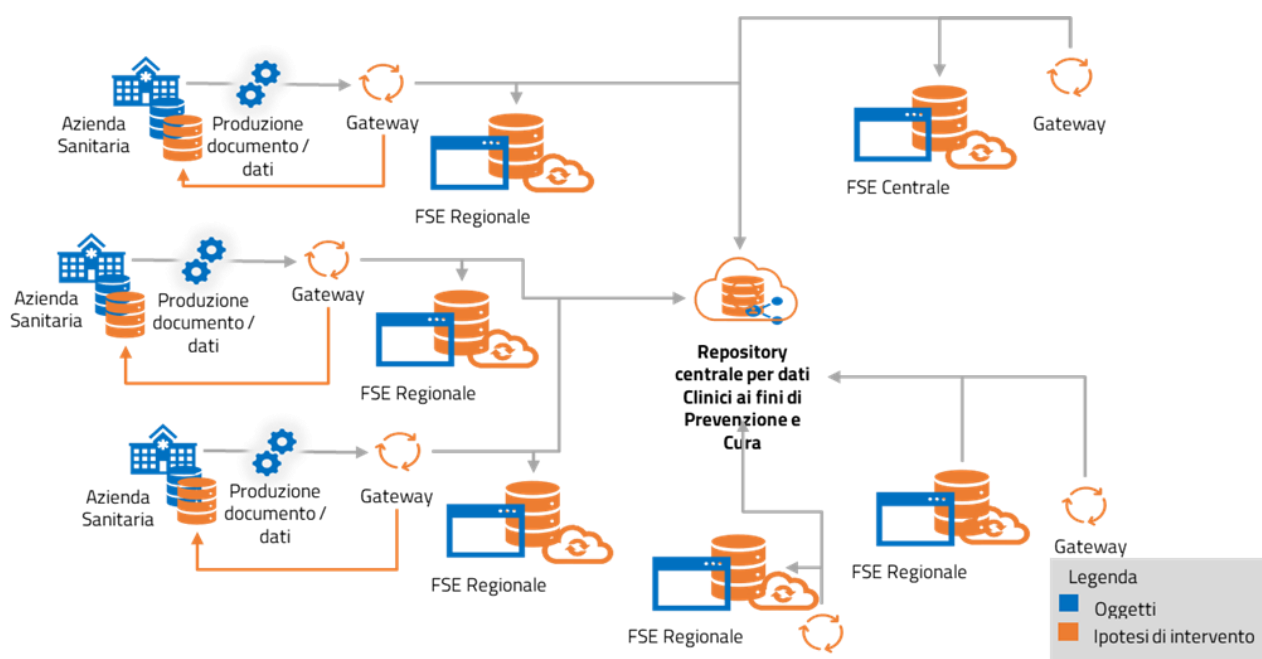 Azienda
Sanitaria
Produzione
documento /
dati
Gateway
FSE Regionale
FSE Centrale
Gateway
Azienda
Sanitaria
Produzione
documento /
dati
Gateway
FSE Regionale
Repository
centrale per dati
Clinici ai fini di
Prevenzione e
Cura
Azienda
Sanitaria
Produzione
documento /
dati
Gateway
FSE Regionale
FSE Regionale
FSE Regionale
Gateway
Legenda
Oggetti
Ipotesi di intervento